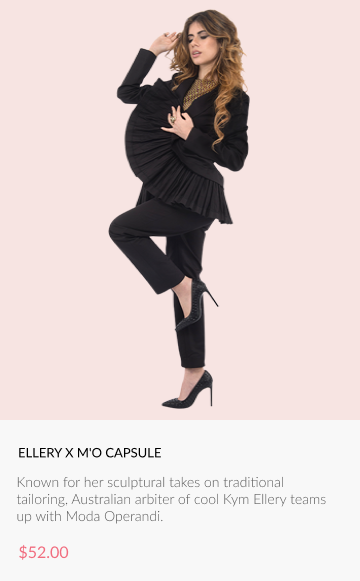 ELLERY X M'O CAPSULE
Known for her sculptural takes on traditional
tailoring, Australian arbiter of cool Kym Ellery teams
up with Moda Operandi.
$52.00